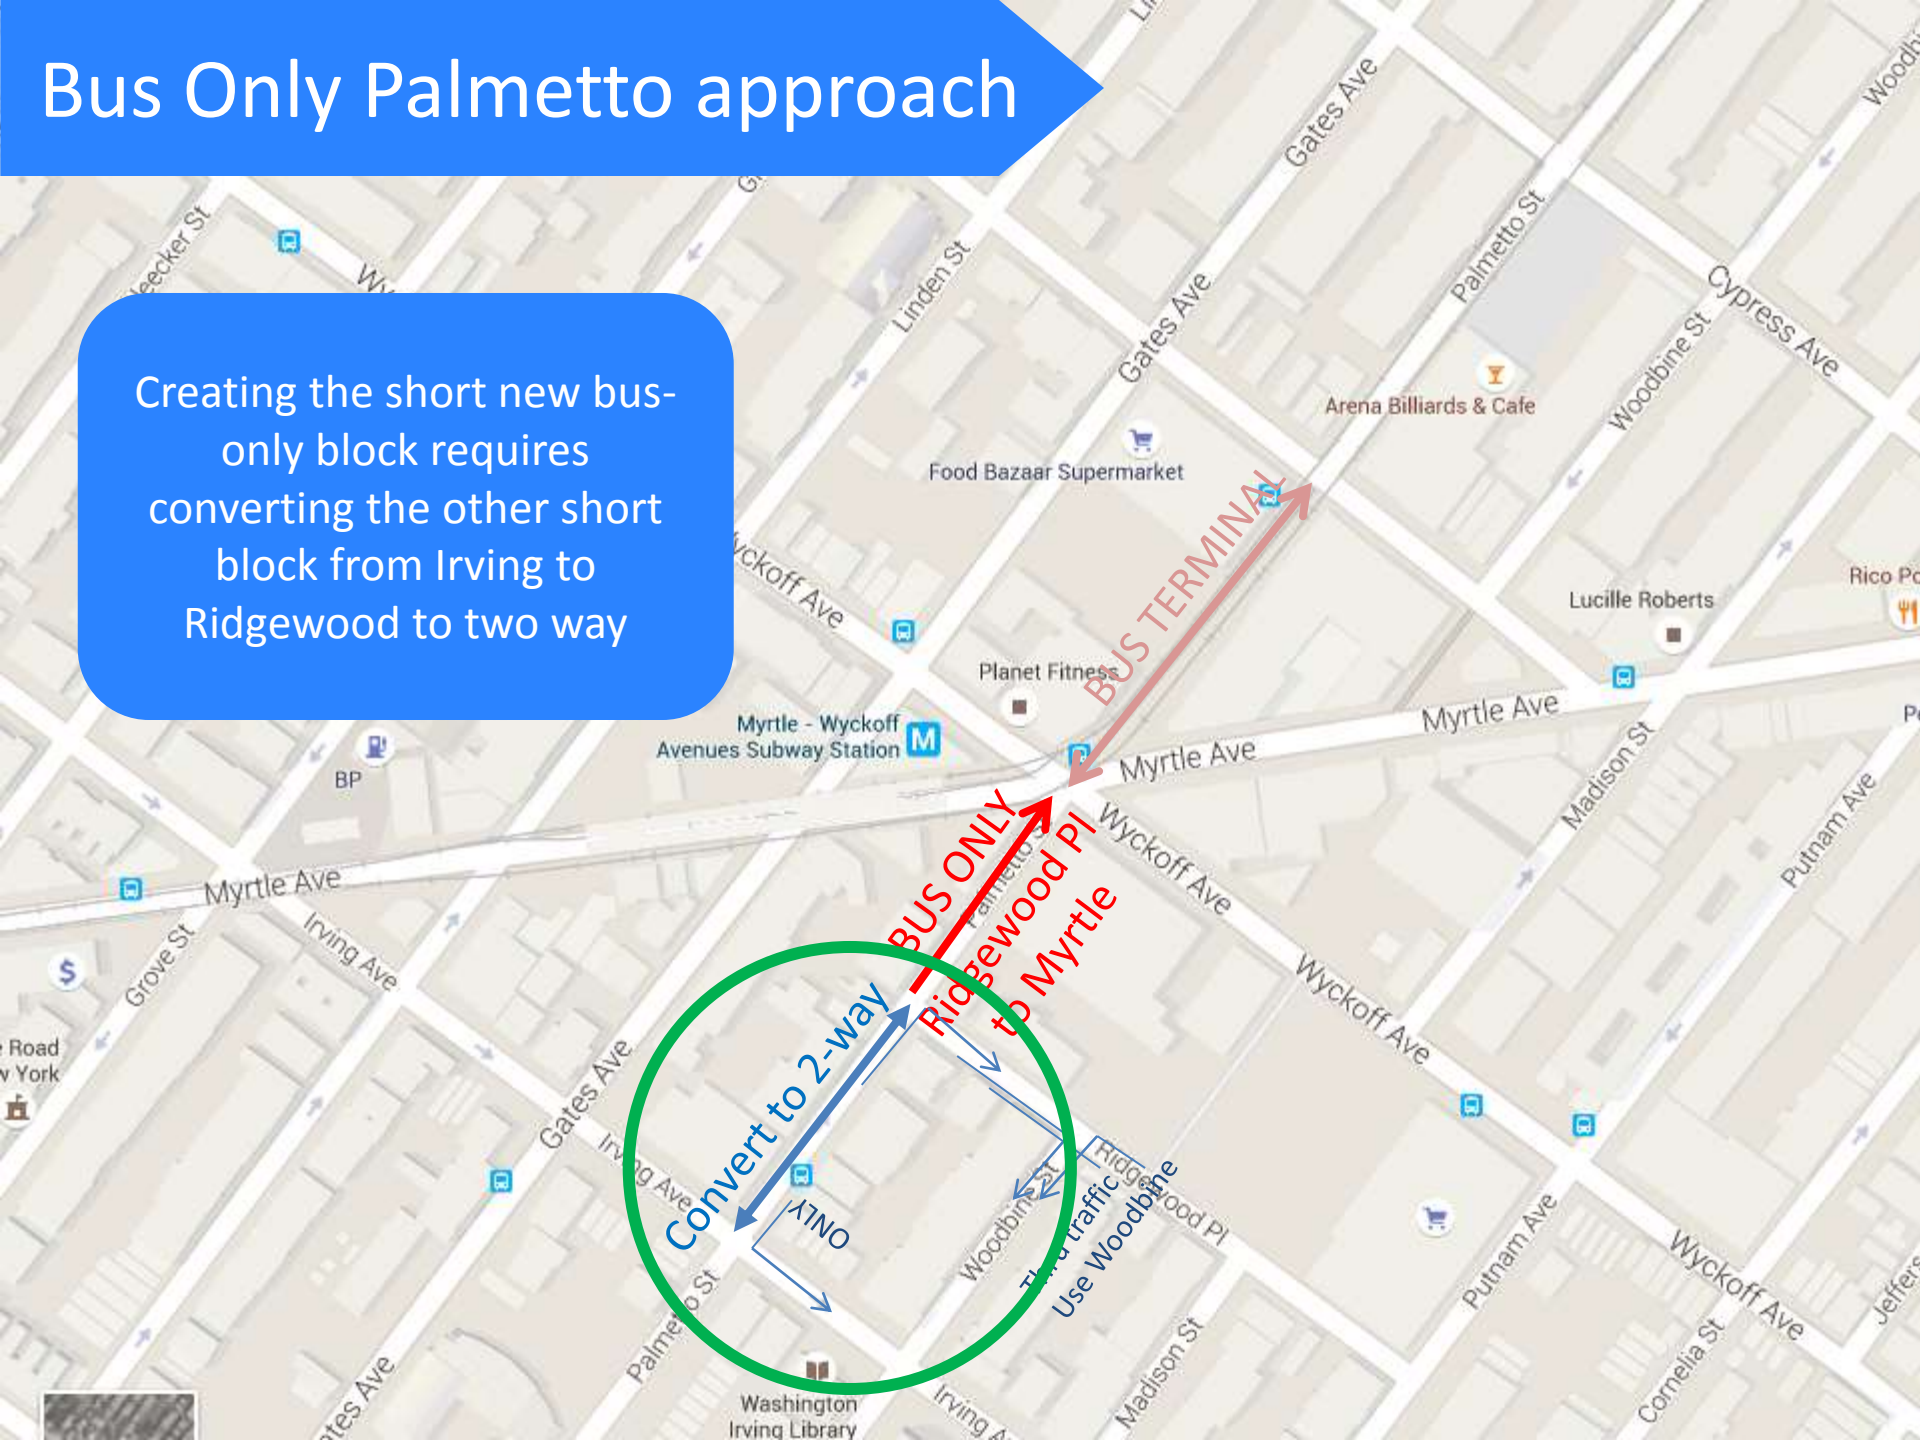 Bus Only Palmetto approach
Creating the short new bus-
only block requires
converting the other short
block from Irving to
Ridgewood to two way
Gates Ave
Palmetto St
Linden St
Gates Ave
Cypress Ave
Woodbine St
Arena Billiards & Cafe
Food Bazaar Supermarket
BUS TERMINAL
Lucille Roberts
Planet Fitness
Myrtle - Wyckoff
Avenues Subway Station
M
Myrtle Ave
Myrtle Ave
BP
Madison St
Putnam Ave
Wyckoff Ave
Myrtle Ave
BUS ONLY
Ridgewood Pl
to Myrtle
Irving Ave
Grove St
$
Wyckoff Ave
Gates Ave
Convert to 2-way
Irving Ave
ONLY
Woodbine St
Ridgewood Pl
Thru traffic
Use Woodbine
Putnam Ave
Wyckoff Ave
Palmetto St
Madison St
Cornelia St
Washington
Irving Library